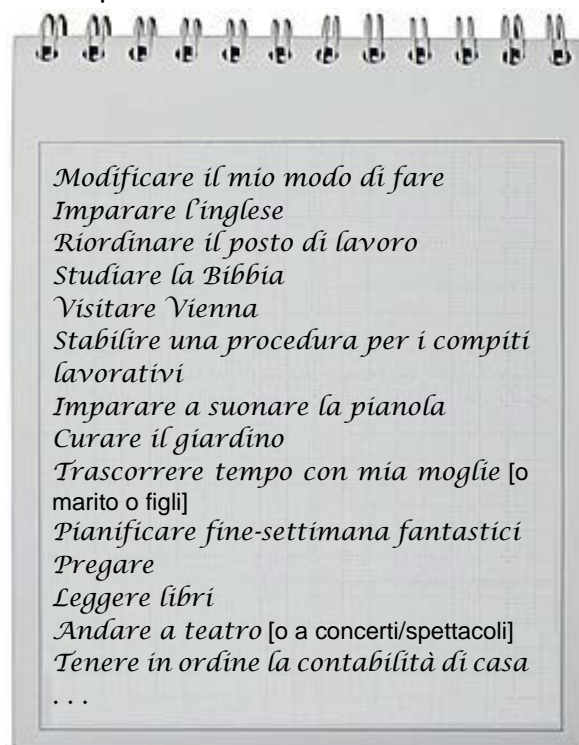 Modificare il mio modo di fare
Imparare l'inglese
Riordinare il posto di lavoro
Studiare la Bibbia
Visitare Vienna
Stabilire una procedura per i compiti
lavorativi
Imparare a suonare la pianola
Curare il giardino
Trascorrere tempo con mia moglie [o
marito o figli]
Pianificare fine-settimana fantastici
Pregare
Leggere libri
Andare a teatro [o a concerti/spettacoli]
Tenere in ordine la contabilità di casa
. . .